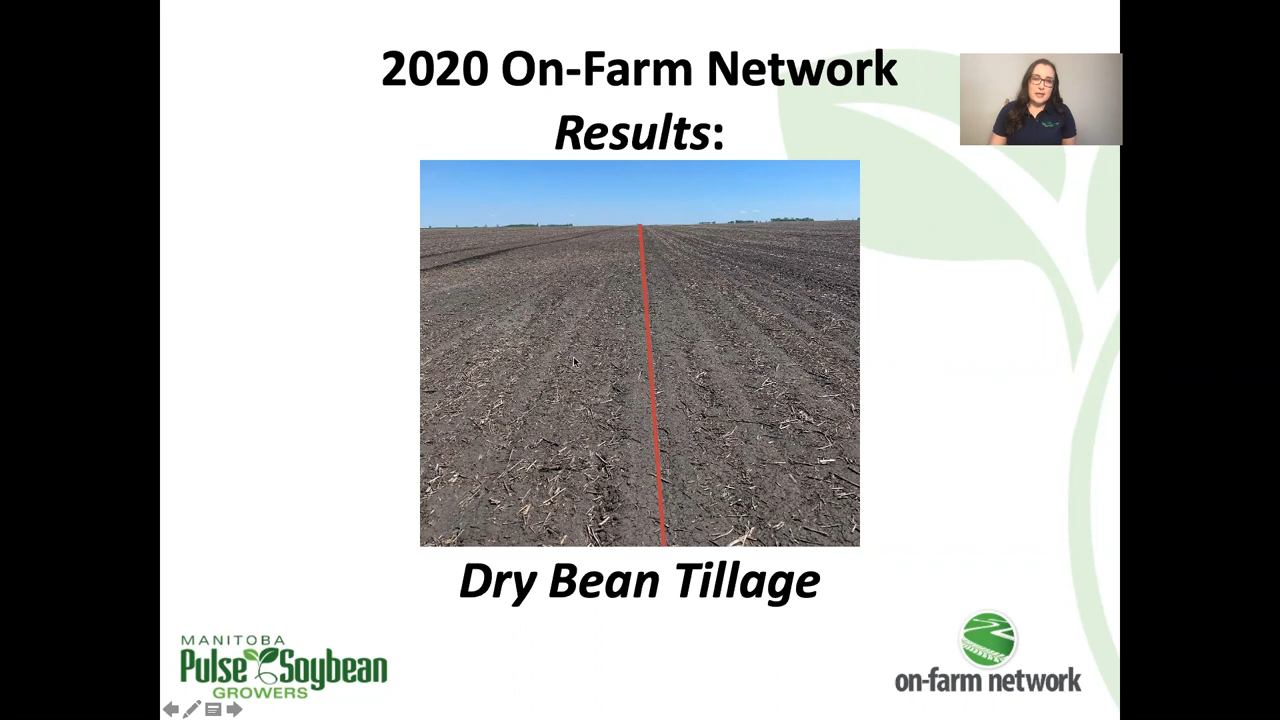 2020 On-Farm Network
Results:
Dry Bean Tillage
MANITOBA
Pulse Soybean
GROWERS
on-farm network